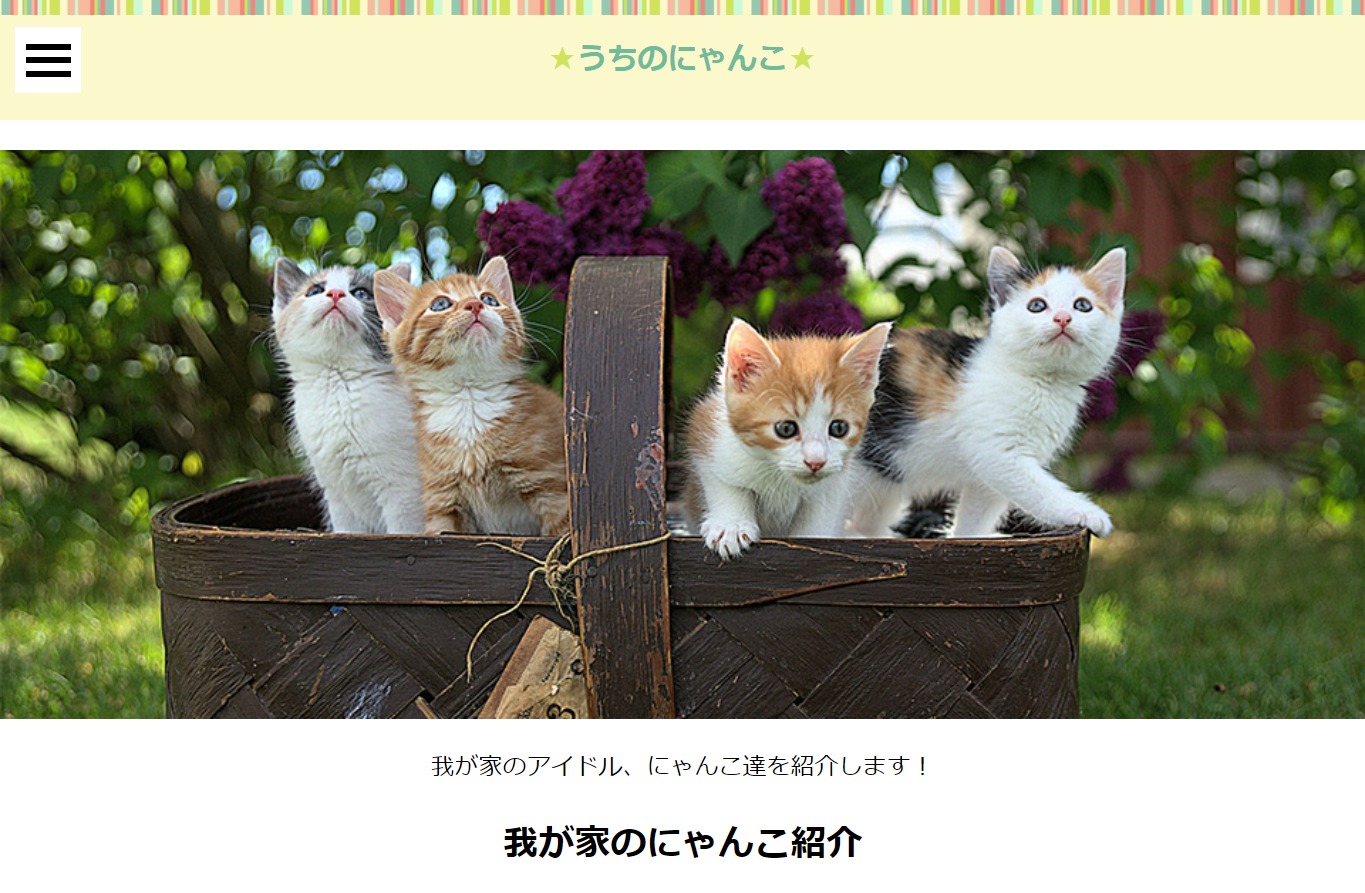 ★うちのにゃんこ★
3
我が家のアイドル、にゃんこ達を紹介します！
我が家のにゃんこ紹介